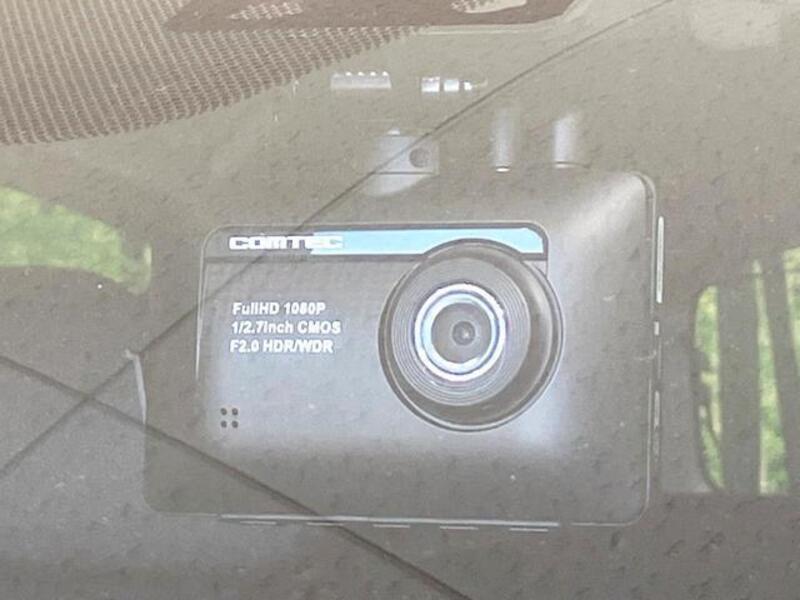 COMTEC
FullHD 1080P
1/2.7inch CMOS
F2.0 HDR/WDR